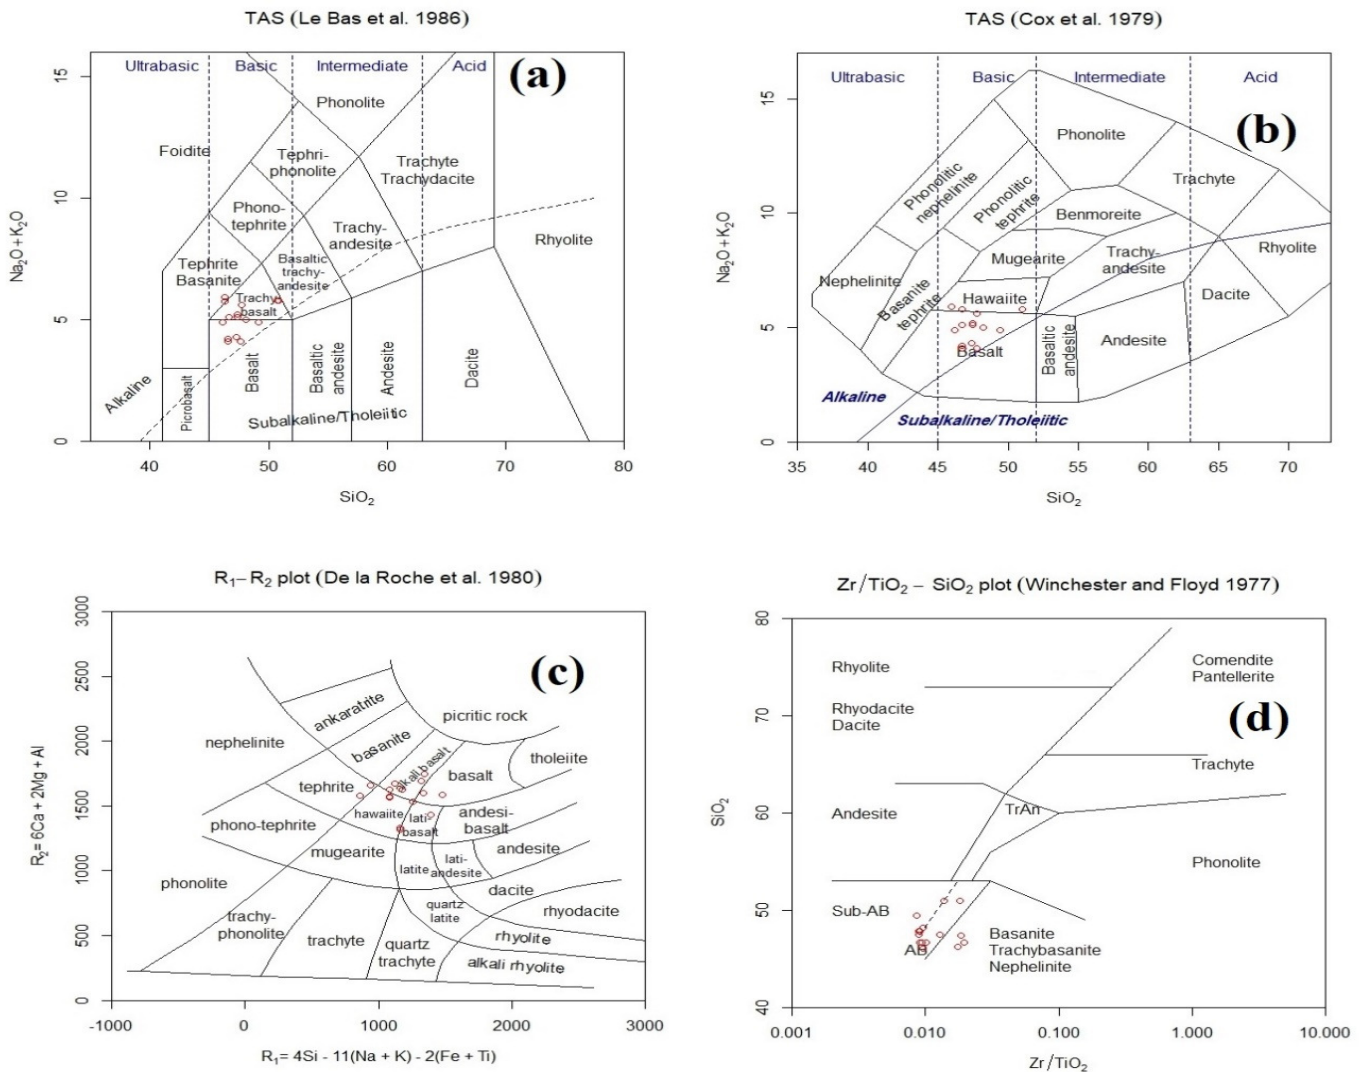 TAS (Le Bas et al. 1986)
Ultrabasic
Basic
Intermediate
Acid
(a)
Phonolite
Foidite
Tephri-
phonolite
Trachyte
Trachydacite
Phono-
tephrite
Trachy-
andesite
Rhyolite
Tephrite
Basanite
Basaltic
trachy-
andesite
Trachy-
basalt
Alkaline
Picrobasalt
Basalt
Basaltic
andesite
Andesite
Dacite
Subalkaline/Tholeiitic
0
5
10
15
Na₂O+K₂O
40
50
60
70
80
SiO₂
TAS (Cox et al. 1979)
Ultrabasic
Basic
Intermediate
Acid
(b)
Phonolite
Phonolitic
nephelinite
Phonolitic
tephrite
Trachyte
Benmoreite
Rhyolite
Mugearite
Trachy-
andesite
Nephelinite
Basanite
tephrite
Hawaiite
Dacite
Basalt
Basaltic
andesite
Andesite
Alkaline
Subalkaline/Tholeiitic
0
5
10
15
Na₂O+K₂O
35
40
45
50
55
60
65
70
SiO₂
R₁– R₂ plot (De la Roche et al. 1980)
(c)
ankaratrite
picritic rock
nephelinite
basanite
alkali basalt
tholeiite
tephrite
basalt
hawaiite
lati-
basalt
andesi-
basalt
phono-tephrite
mugearite
andesite
latite
lati-
andesite
phonolite
dacite
quartz
latite
rhyodacite
trachy-
phonolite
trachyte
quartz
trachyte
rhyolite
alkali rhyolite
0
500
1000
1500
2000
2500
3000
R₂= 6Ca + 2Mg + Al
-1000
0
1000
2000
3000
R₁= 4Si - 11(Na + K) - 2(Fe + Ti)
Zr/TiO₂ – SiO₂ plot (Winchester and Floyd 1977)
(d)
Rhyolite
Comendite
Pantellerite
Rhyodacite
Dacite
Trachyte
Andesite
TrAn
Phonolite
Sub-AB
AB
Basanite
Trachybasanite
Nephelinite
40
50
60
70
80
SiO₂
0.001
0.010
0.100
1.000
10.000
Zr/TiO₂